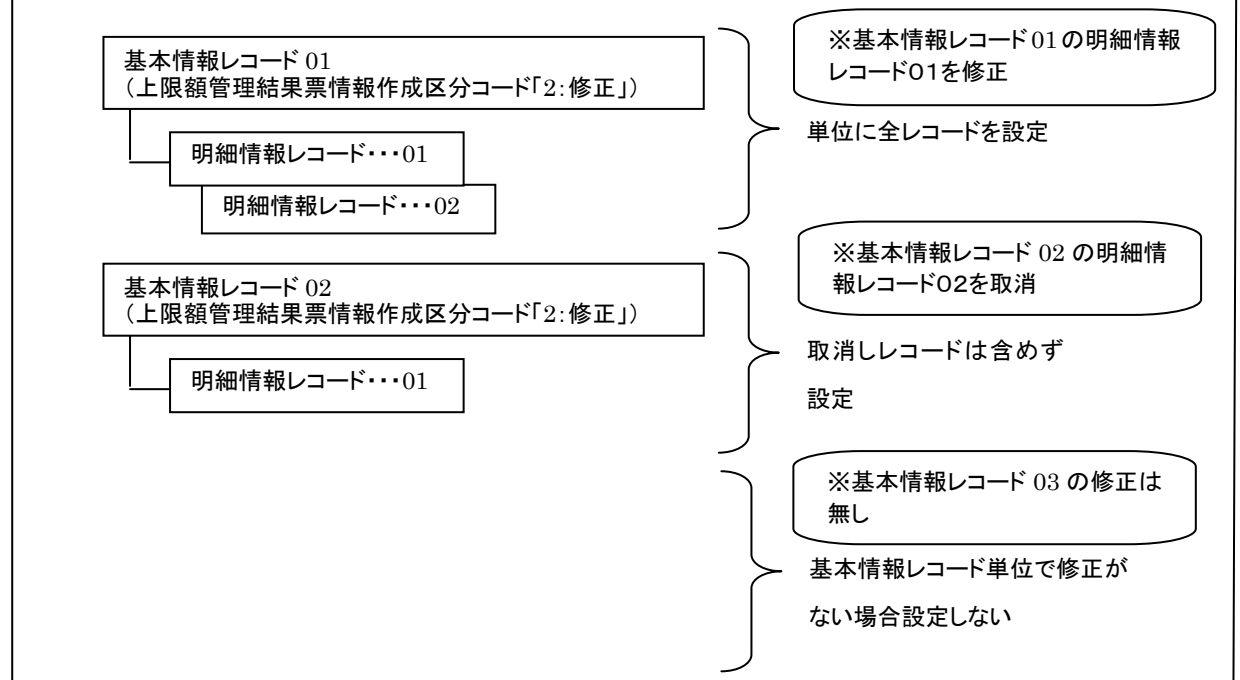 基本情報レコード 01
（上限額管理結果票情報作成区分コード「2：修正」）
明細情報レコード・・・01
明細情報レコード・・・02
※基本情報レコード01の明細情報
レコード０１を修正
単位に全レコードを設定
基本情報レコード 02
（上限額管理結果票情報作成区分コード「2：修正」）
明細情報レコード・・・01
※基本情報レコード 02 の明細情
報レコード０２を取消
取消しレコードは含めず
設定
※基本情報レコード 03 の修正は
無し
基本情報レコード単位で修正が
ない場合設定しない